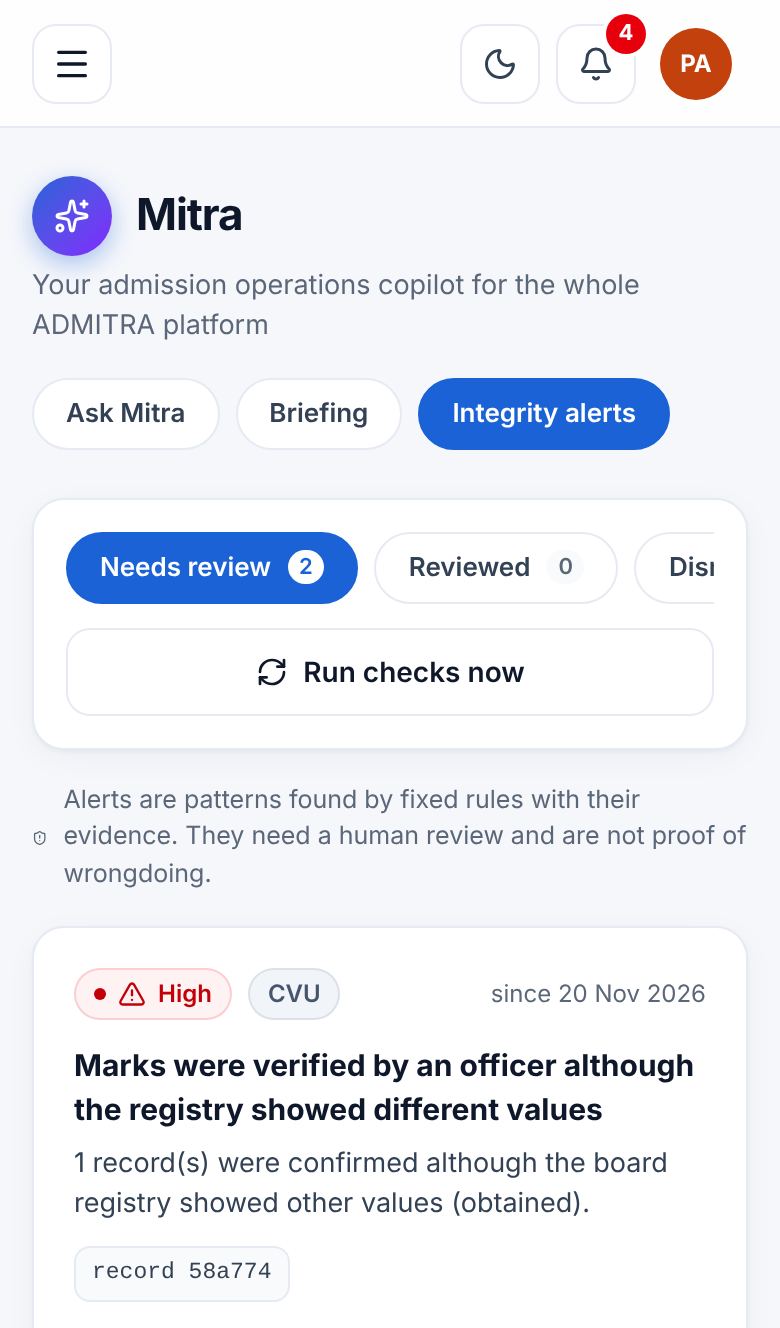 4
PA
Mitra
Your admission operations copilot for the whole
ADMITRA platform
Ask Mitra
Briefing
Integrity alerts
Needs review 2
Reviewed 0
Run checks now
Alerts are patterns found by fixed rules with their
evidence. They need a human review and are not proof of
wrongdoing.
High
CVU
since 20 Nov 2026
Marks were verified by an officer although
the registry showed different values
1 record(s) were confirmed although the board
registry showed other values (obtained).
record 58a774